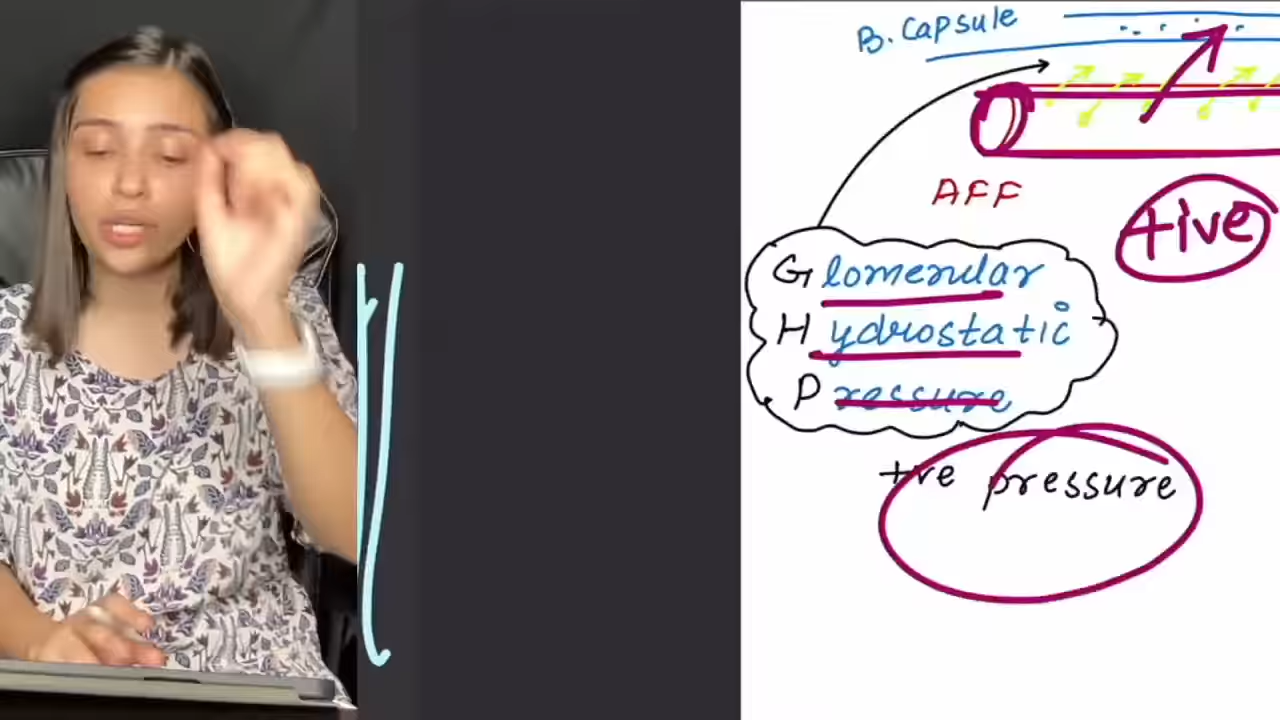 B. Capsule
AFF
+ive
Glomerular
Hydrostatic
Pressure
+ve pressure